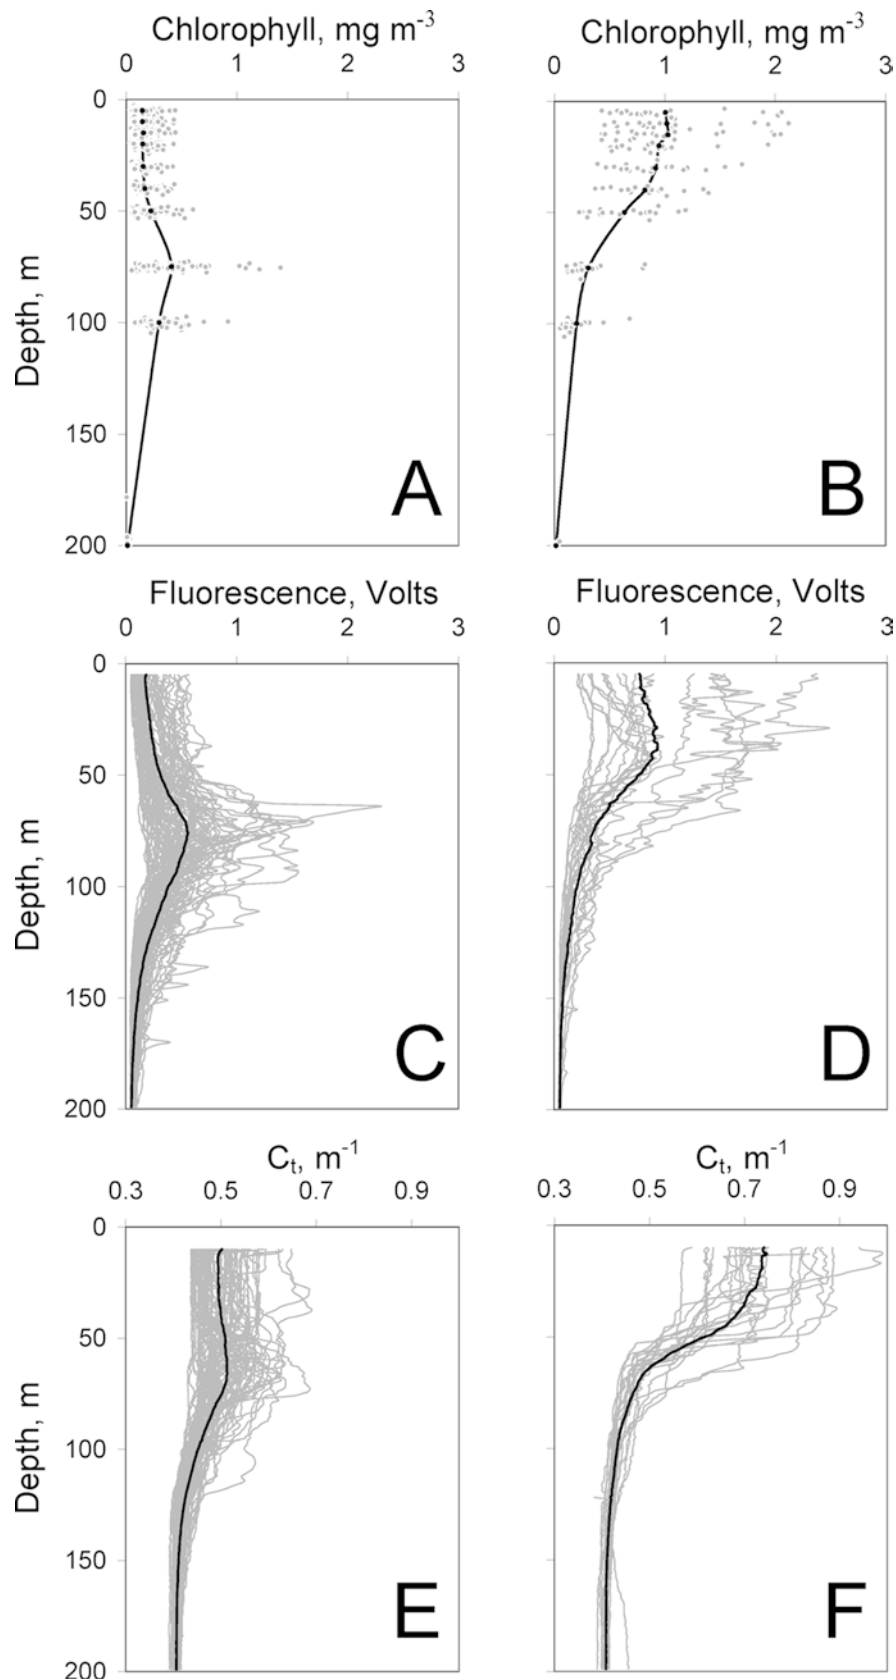 Chlorophyll, mg m⁻³
Chlorophyll, mg m⁻³
0 1 2 3
0 1 2 3
0
50
100
150
200
Depth, m
A
B
Fluorescence, Volts
Fluorescence, Volts
0 1 2 3
0 1 2 3
0
50
100
150
200
Depth, m
C
D
Cₜ, m⁻¹
Cₜ, m⁻¹
0.3 0.5 0.7 0.9
0.3 0.5 0.7 0.9
0
50
100
150
200
Depth, m
E
F